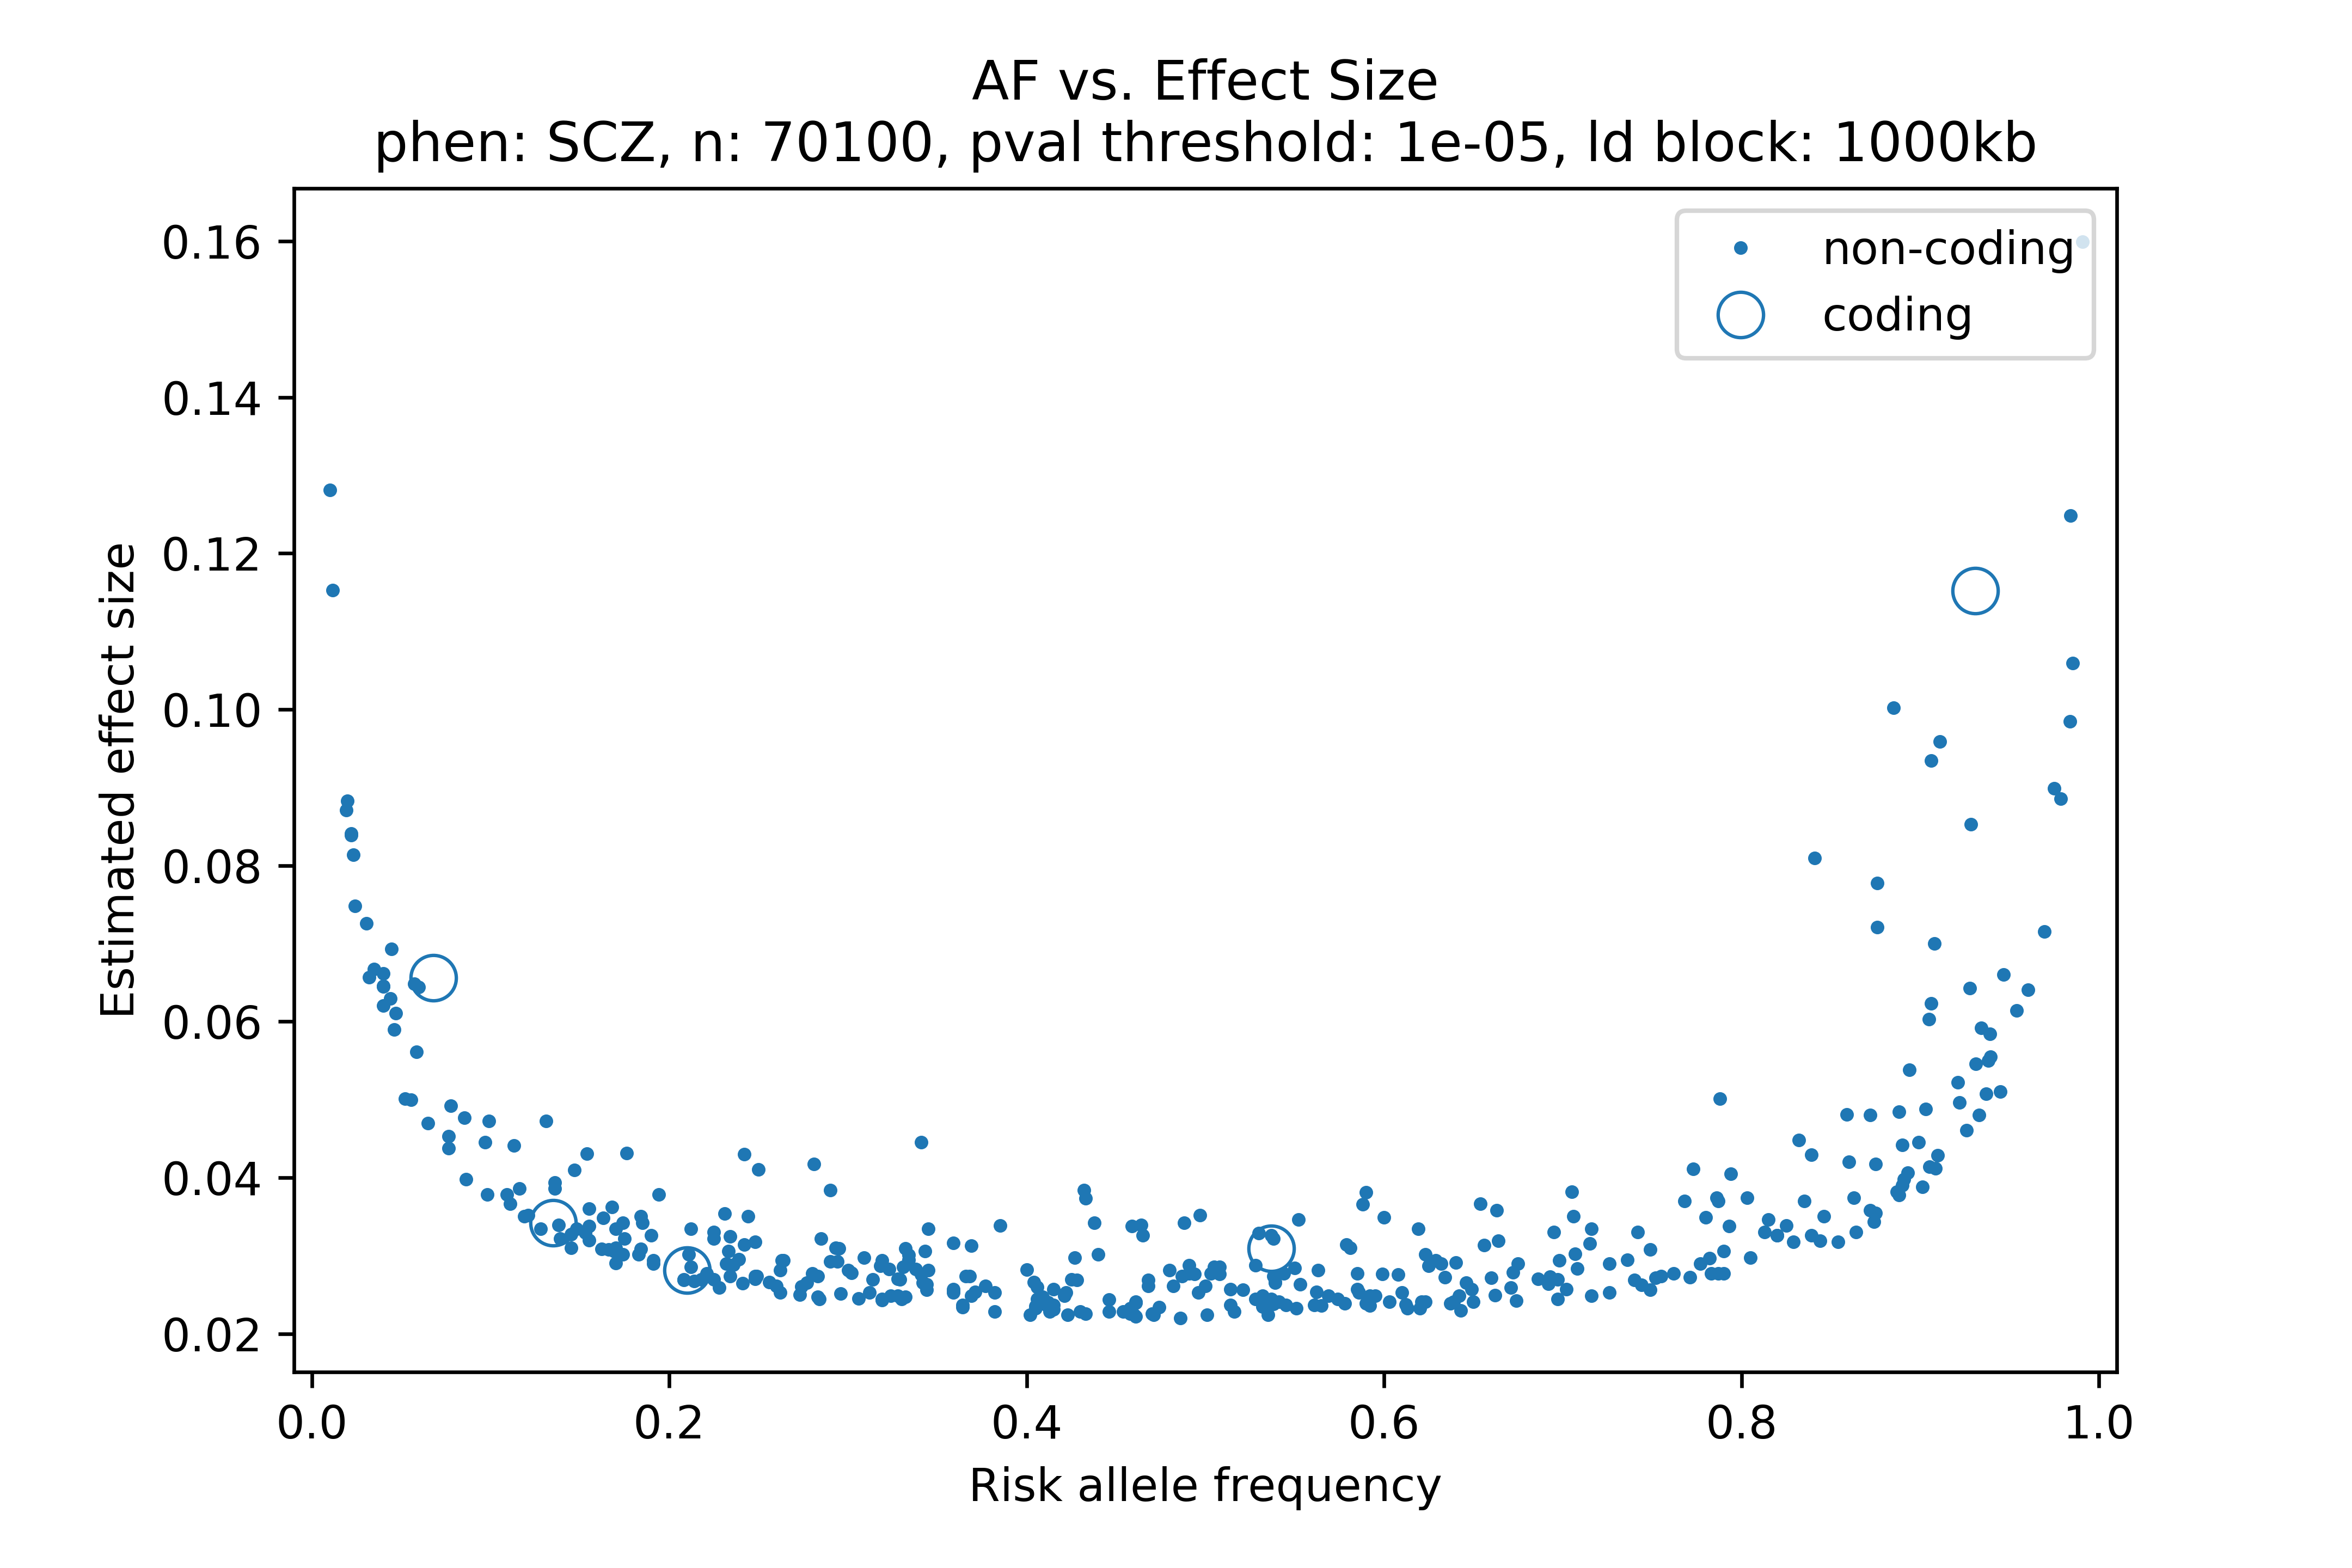 AF vs. Effect Size
phen: SCZ, n: 70100, pval threshold: 1e-05, ld block: 1000kb
non-coding
coding
0.16
0.14
0.12
0.10
0.08
0.06
0.04
0.02
Estimated effect size
0.0 0.2 0.4 0.6 0.8 1.0
Risk allele frequency